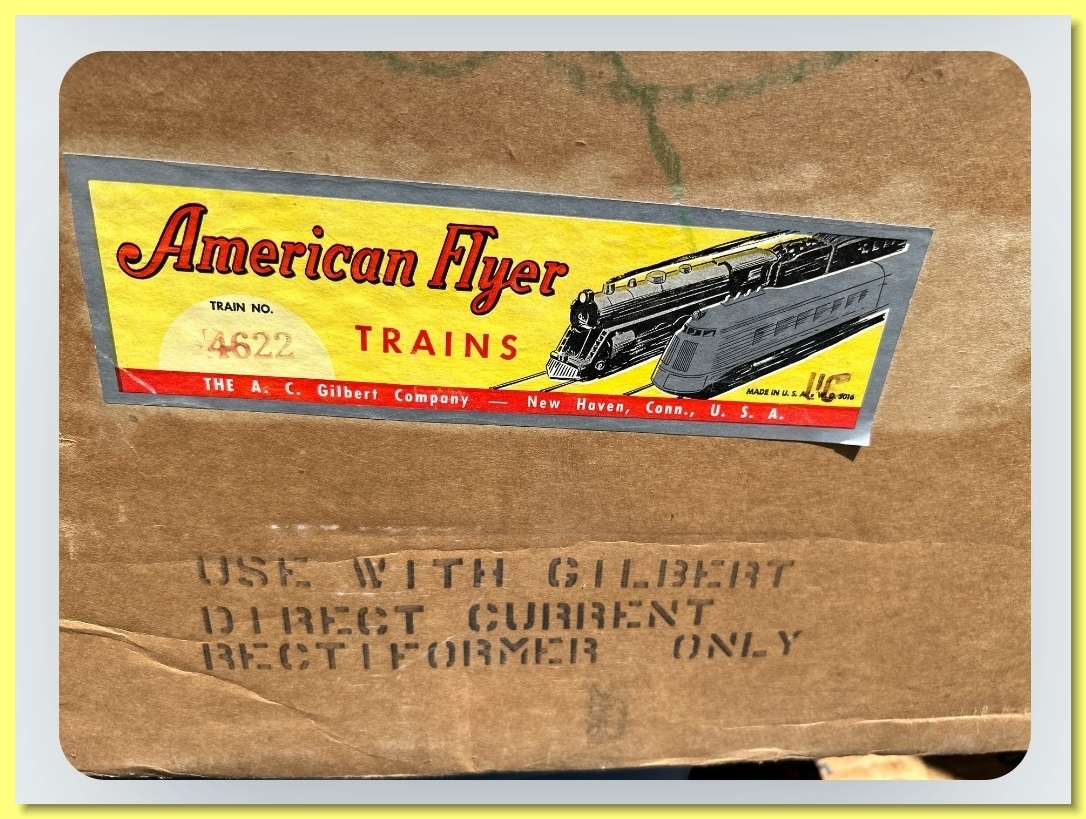 American Flyer
TRAIN NO.
4622
TRAINS
THE A. C. Gilbert Company — New Haven, Conn., U. S. A.
MADE IN U. S. A.
USE WITH GILBERT
DIRECT CURRENT
RECTIFORMER ONLY